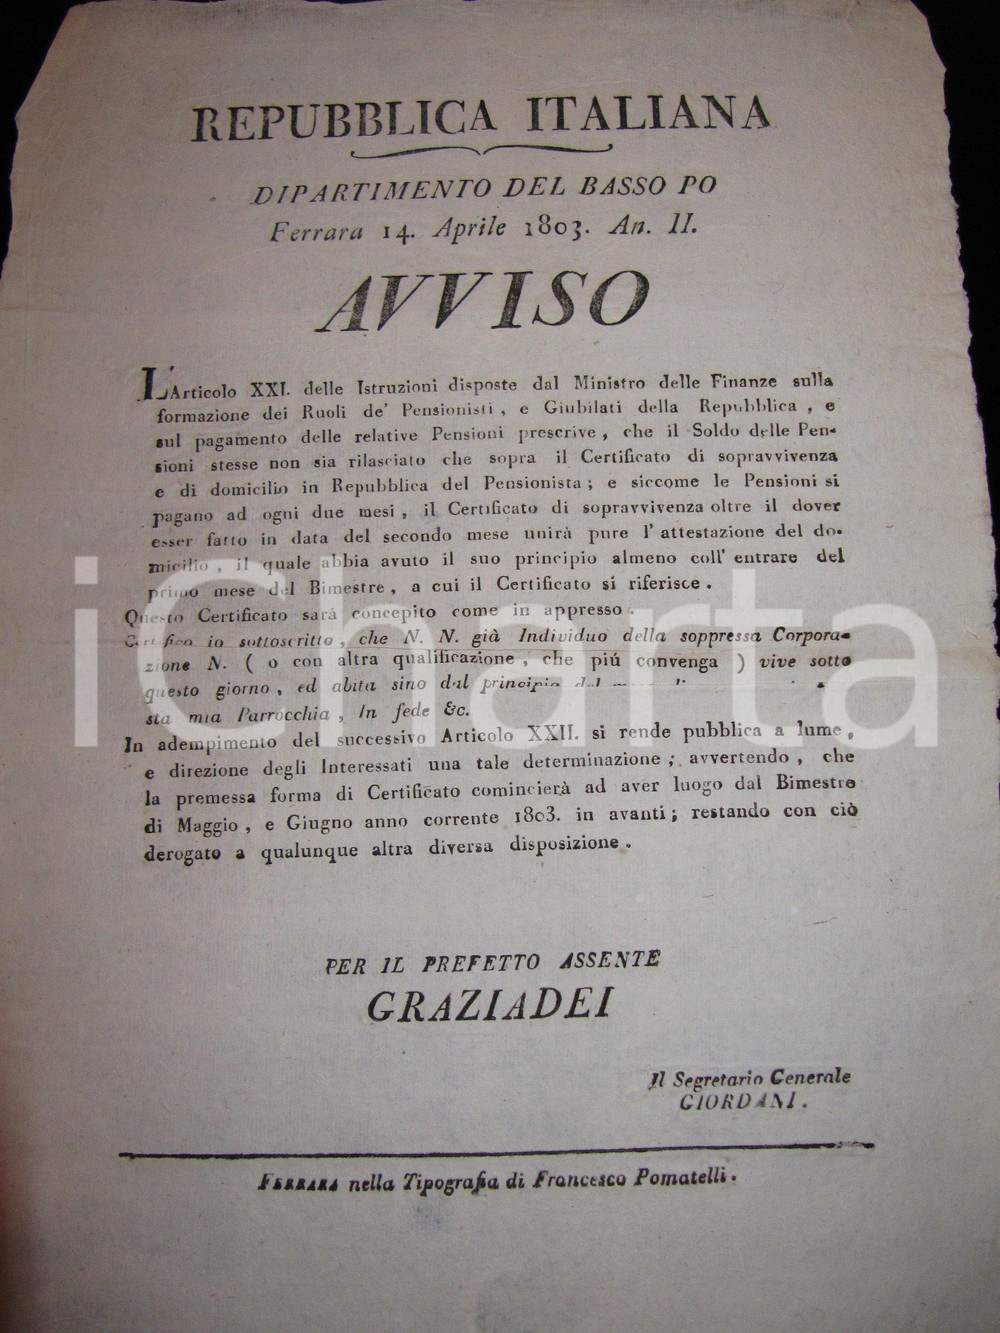 REPUBBLICA ITALIANA
DIPARTIMENTO DEL BASSO PO
Ferrara 14. Aprile 1803. An. II.
AVVISO
L'Articolo XXI. delle Istruzioni disposte dal Ministro delle Finanze sulla
formazione dei Ruoli de' Pensionisti, e Giubilati della Repubblica, e
sul pagamento delle relative Pensioni prescrive, che il Soldo delle Pen-
sioni stesse non sia rilasciato che sopra il Certificato di sopravvivenza
e di domicilio in Repubblica del Pensionista; e siccome le Pensioni si
pagano ad ogni due mesi, il Certificato di sopravvivenza oltre il dover
esser fatto in data del secondo mese unirà pure l'attestazione del do-
micilio, il quale abbia avuto il suo principio almeno coll'entrare del
primo mese del Bimestre, a cui il Certificato si riferisce.
Questo Certificato sarà concepito come in appresso.
Certifico io sottoscritto, che N. N. già Individuo della soppressa Corpora-
zione N. (o con altra qualificazione, che più convenga) vive sotto
questo giorno, ed abita sino dal principio
sta mia Parrocchia, In fede &c.
In adempimento del successivo Articolo XXII. si rende pubblica a lume,
e direzione degli Interessati una tale determinazione; avvertendo, che
la premessa forma di Certificato comincierà ad aver luogo dal Bimestre
di Maggio, e Giugno anno corrente 1803. in avanti; restando con ciò
derogato a qualunque altra diversa disposizione.
PER IL PREFETTO ASSENTE
GRAZIADEI
Il Segretario Generale
GIORDANI.
FERRARA nella Tipografia di Francesco Pomatelli.
iCharta